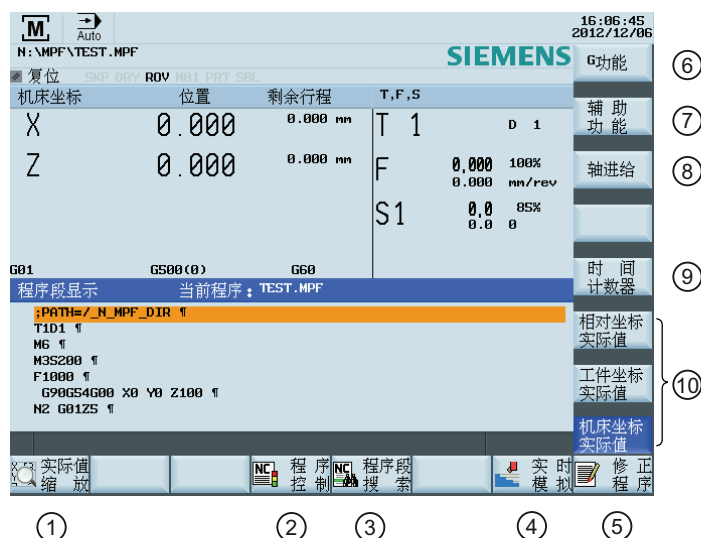 M Auto 16:06:45
2012/12/06
N:\MPF\TEST.MPF
SIEMENS
复位 SKP DRY ROV M01 PRT SBL
机床坐标 位置 剩余行程 T,F,S
X 0.000 0.000 mm
Z 0.000 0.000 mm
T 1 D 1
F 0,000 100%
0.000 mm/rev
S1 0,0 85%
0.0 0
G01 G500(0) G60
程序段显示 当前程序：TEST.MPF
;PATH=/_N_MPF_DIR ¶
T1D1 ¶
M6 ¶
M3S200 ¶
F1000 ¶
G90G54G00 X0 Y0 Z100 ¶
N2 G01Z5 ¶
G功能 ⑥
辅助
功能 ⑦
轴进给 ⑧
时间
计数器 ⑨
相对坐标
实际值
工件坐标
实际值 ⑩
机床坐标
实际值
实际值
缩放
NC 程序
控制
NC 程序段
搜索
实时
模拟
修正
程序
① ② ③ ④ ⑤